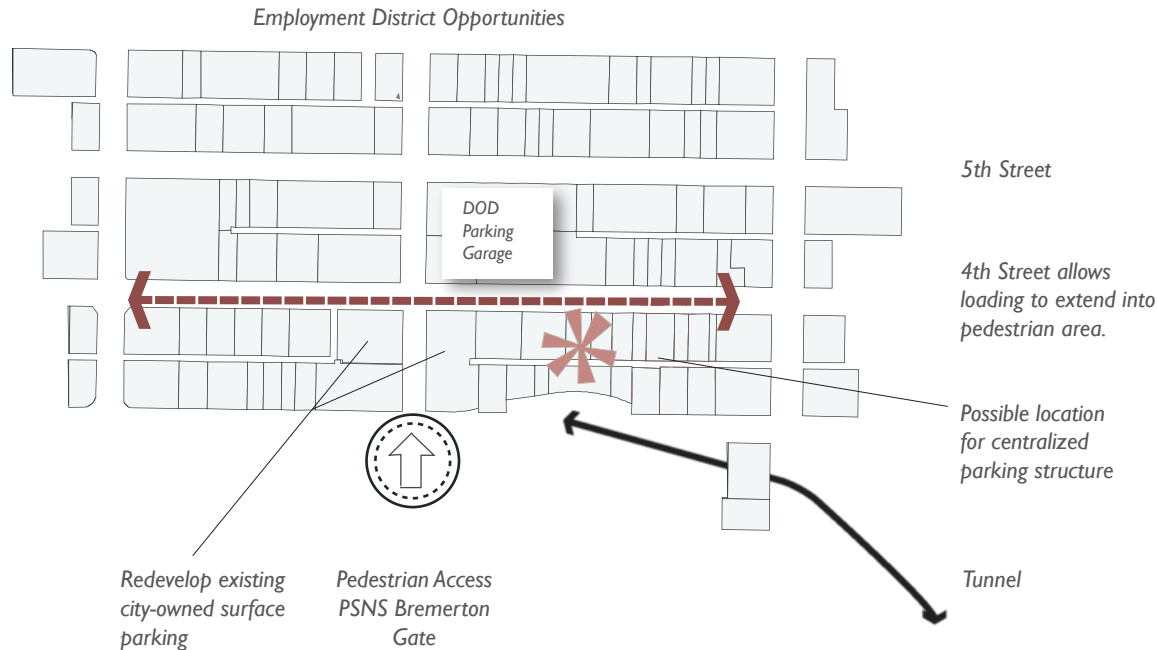 Employment District Opportunities
4
5th Street
DOD
Parking
Garage
4th Street allows
loading to extend into
pedestrian area.
Possible location
for centralized
parking structure
Redevelop existing
city-owned surface
parking
Pedestrian Access
PSNS Bremerton
Gate
Tunnel